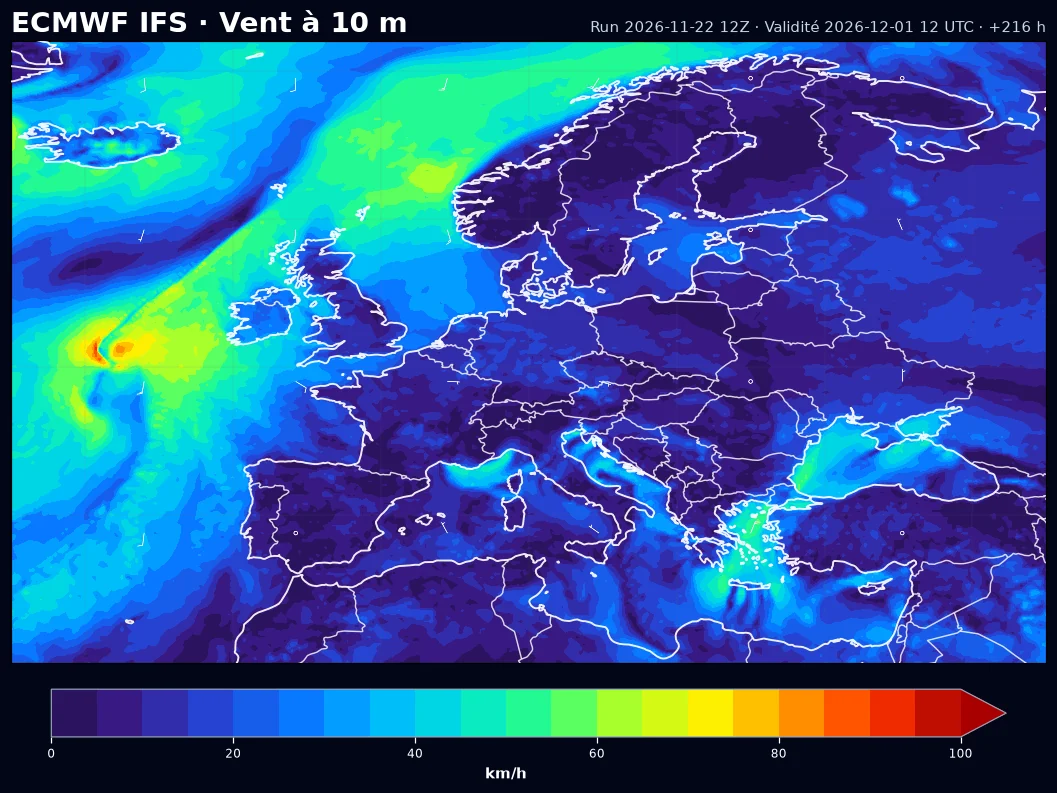 ECMWF IFS · Vent à 10 m
Run 2026-11-22 12Z · Validité 2026-12-01 12 UTC · +216 h
0 20 40 60 80 100
km/h